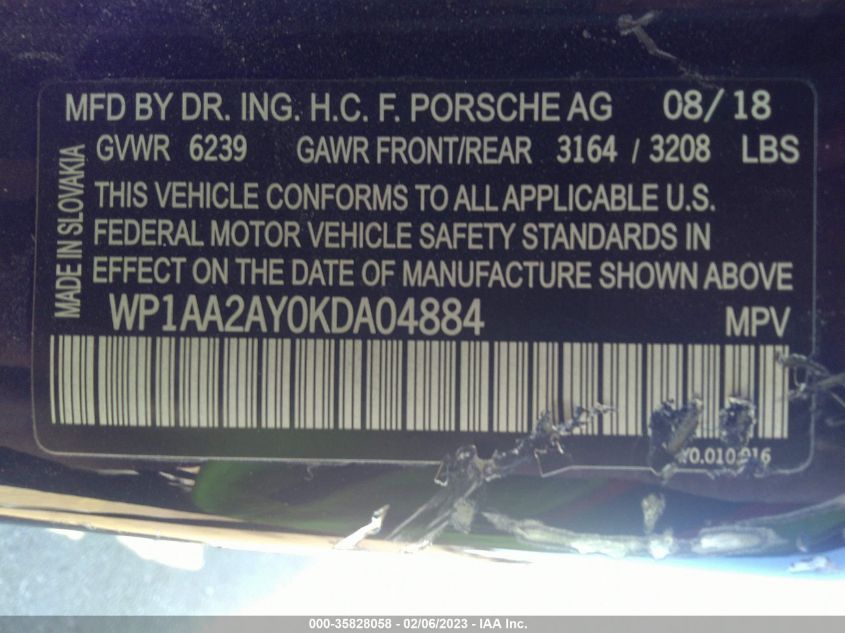 MFD BY DR. ING. H.C. F. PORSCHE AG 08/18
GVWR 6239 GAWR FRONT/REAR 3164 / 3208 LBS
THIS VEHICLE CONFORMS TO ALL APPLICABLE U.S.
FEDERAL MOTOR VEHICLE SAFETY STANDARDS IN
EFFECT ON THE DATE OF MANUFACTURE SHOWN ABOVE
MADE IN SLOVAKIA
WP1AA2AY0KDA04884 MPV
000-35828058 - 02/06/2023 - IAA Inc.